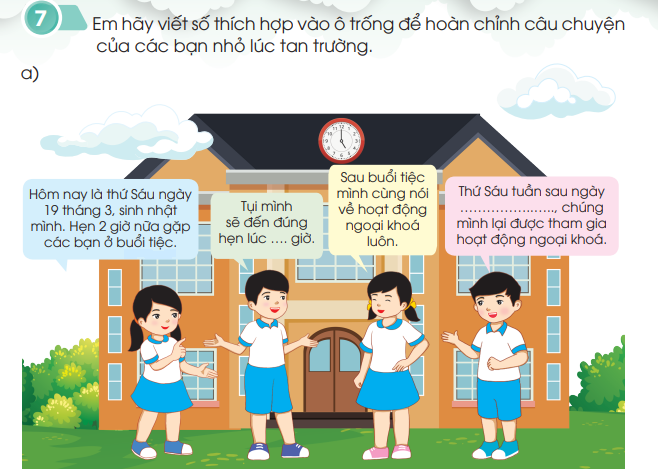 7
Em hãy viết số thích hợp vào ô trống để hoàn chỉnh câu chuyện
của các bạn nhỏ lúc tan trường.
a)
Hôm nay là thứ Sáu ngày
19 tháng 3, sinh nhật
mình. Hẹn 2 giờ nữa gặp
các bạn ở buổi tiệc.
Tụi mình
sẽ đến đúng
hẹn lúc .... giờ.
Sau buổi tiệc
mình cùng nói
về hoạt động
ngoại khoá
luôn.
Thứ Sáu tuần sau ngày
......................, chúng
mình lại được tham gia
hoạt động ngoại khoá.